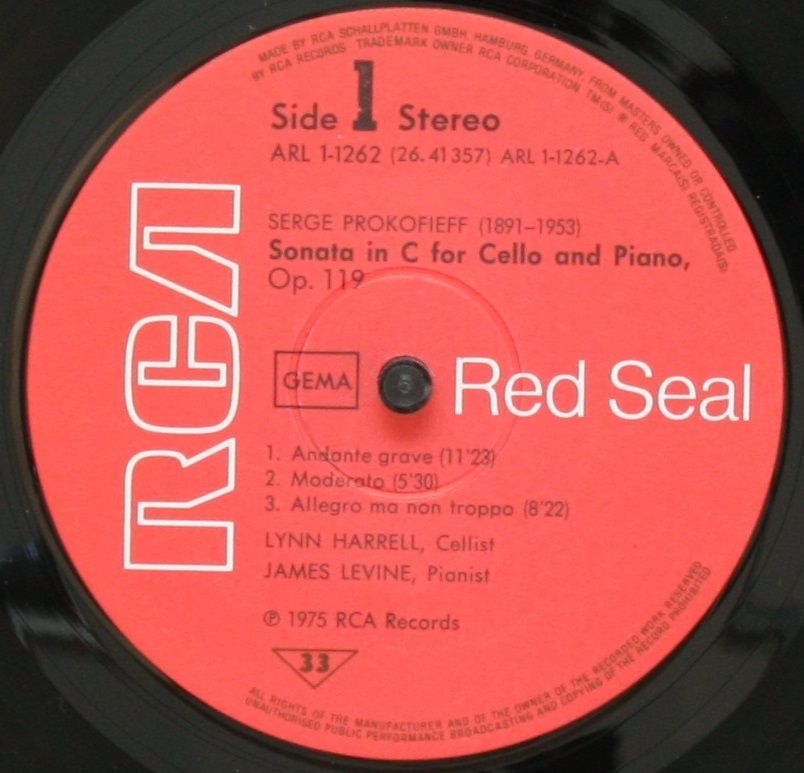 MADE BY RCA SCHALLPLATTEN GMBH, HAMBURG, GERMANY, FROM MASTERS OWNED OR CONTROLLED
BY RCA RECORDS TRADEMARK OWNER RCA CORPORATION, TM(S) ® REG MARCA(S) REGISTRADA(S)
Side 1 Stereo
ARL 1-1262 (26.41357) ARL 1-1262-A
SERGE PROKOFIEFF (1891–1953)
Sonata in C for Cello and Piano,
Op. 119
RCA
GEMA
Red Seal
1. Andante grave (11'23)
2. Moderato (5'30)
3. Allegro ma non troppo (8'22)
LYNN HARRELL, Cellist
JAMES LEVINE, Pianist
℗ 1975 RCA Records
33
ALL RIGHTS OF THE MANUFACTURER AND OF THE OWNER OF THE RECORDED WORK RESERVED
UNAUTHORISED PUBLIC PERFORMANCE BROADCASTING AND COPYING OF THE RECORD PROHIBITED